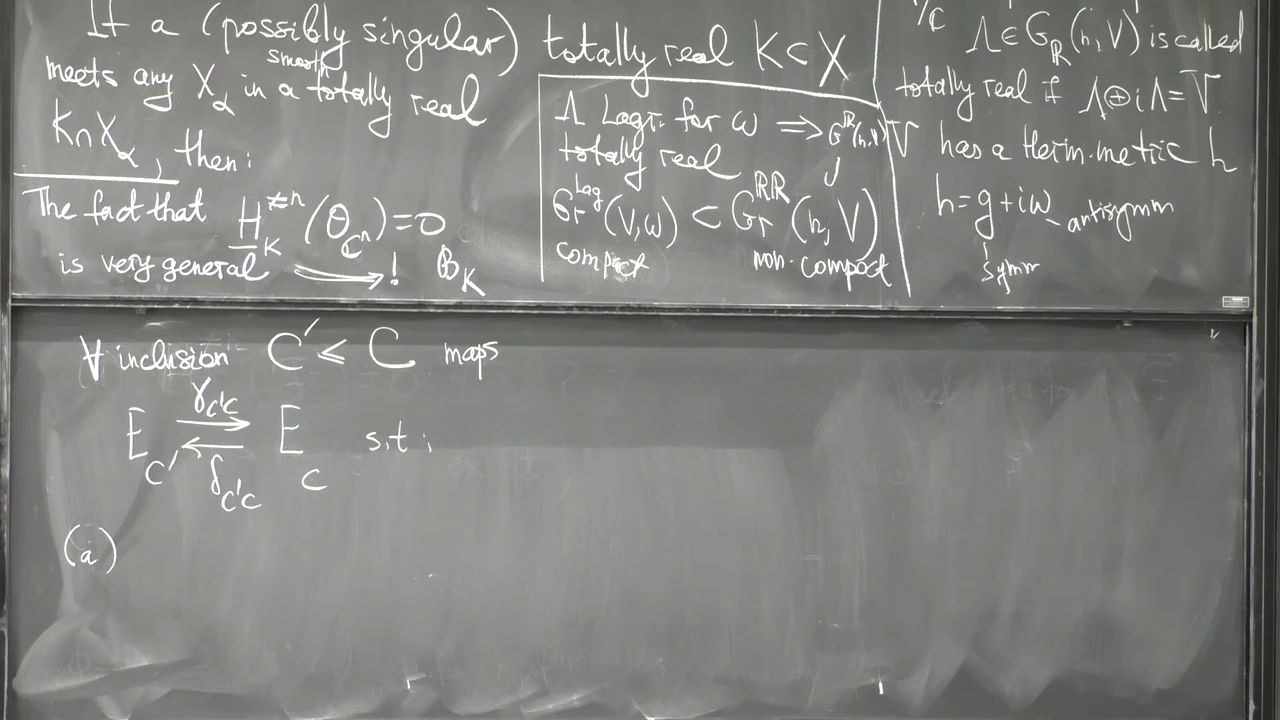 If a (possibly singular) totally real K ⊂ X
meets any X_α in a smooth totally real
K∩X_α, then:
The fact that H_K^{≠n}(O_{C^n}) = 0
is very general ⟹ ! B_K
Λ Lagr. for ω ⟹ G^R(n,V)
totally real
Gr^{Lag}(V,ω) ⊂ Gr^{RR}(n,V)
compact non-compact
/C Λ ∈ G_R(n,V) is called
totally real if Λ⊕iΛ=V
V has a Herm. metric h
h = g + iω antisymm
symm
∀ inclusion C' ≤ C maps
E_{C'} ⇄ E_C s.t:
γ_{C'C}
δ_{C'C}
(a)